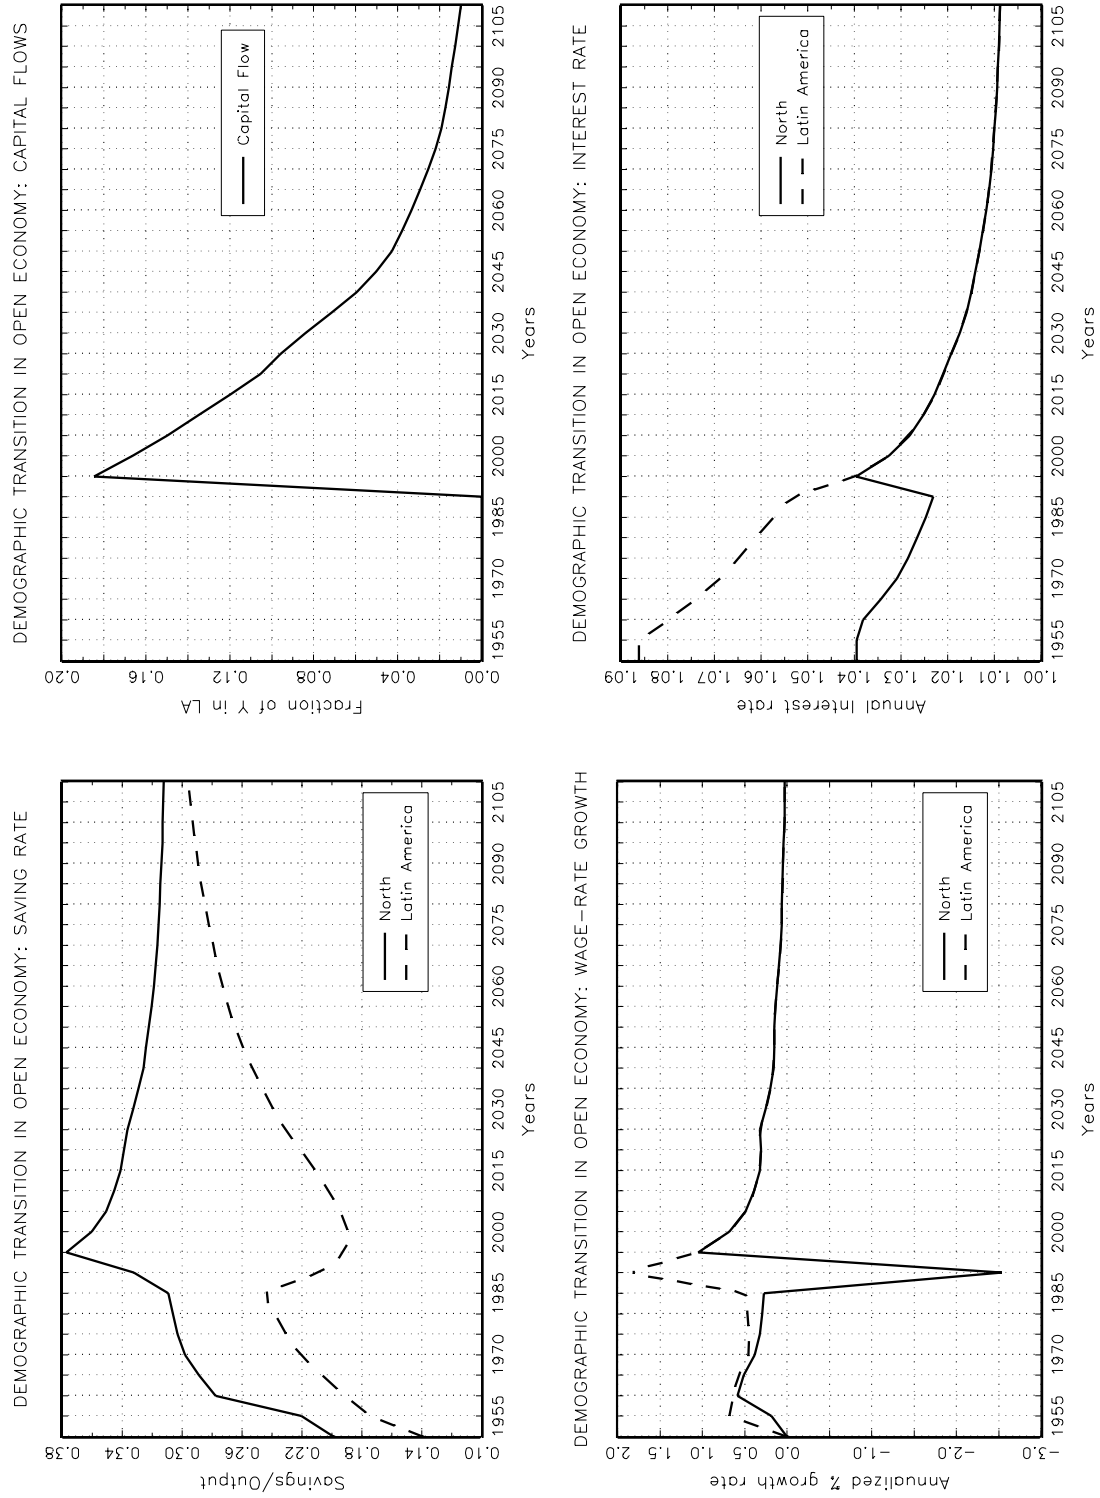 DEMOGRAPHIC TRANSITION IN OPEN ECONOMY: SAVING RATE
Savings/Output
0.38
0.34
0.30
0.26
0.22
0.18
0.14
0.10
North
Latin America
1955 1970 1985 2000 2015 2030 2045 2060 2075 2090 2105
Years
DEMOGRAPHIC TRANSITION IN OPEN ECONOMY: CAPITAL FLOWS
Fraction of Y in LA
0.20
0.16
0.12
0.08
0.04
0.00
Capital Flow
1955 1970 1985 2000 2015 2030 2045 2060 2075 2090 2105
Years
DEMOGRAPHIC TRANSITION IN OPEN ECONOMY: WAGE-RATE GROWTH
Annualized % growth rate
2.0
1.5
1.0
0.5
0.0
-1.0
-2.0
-3.0
North
Latin America
1955 1970 1985 2000 2015 2030 2045 2060 2075 2090 2105
Years
DEMOGRAPHIC TRANSITION IN OPEN ECONOMY: INTEREST RATE
Annual Interest rate
1.09
1.08
1.07
1.06
1.05
1.04
1.03
1.02
1.01
1.00
North
Latin America
1955 1970 1985 2000 2015 2030 2045 2060 2075 2090 2105
Years